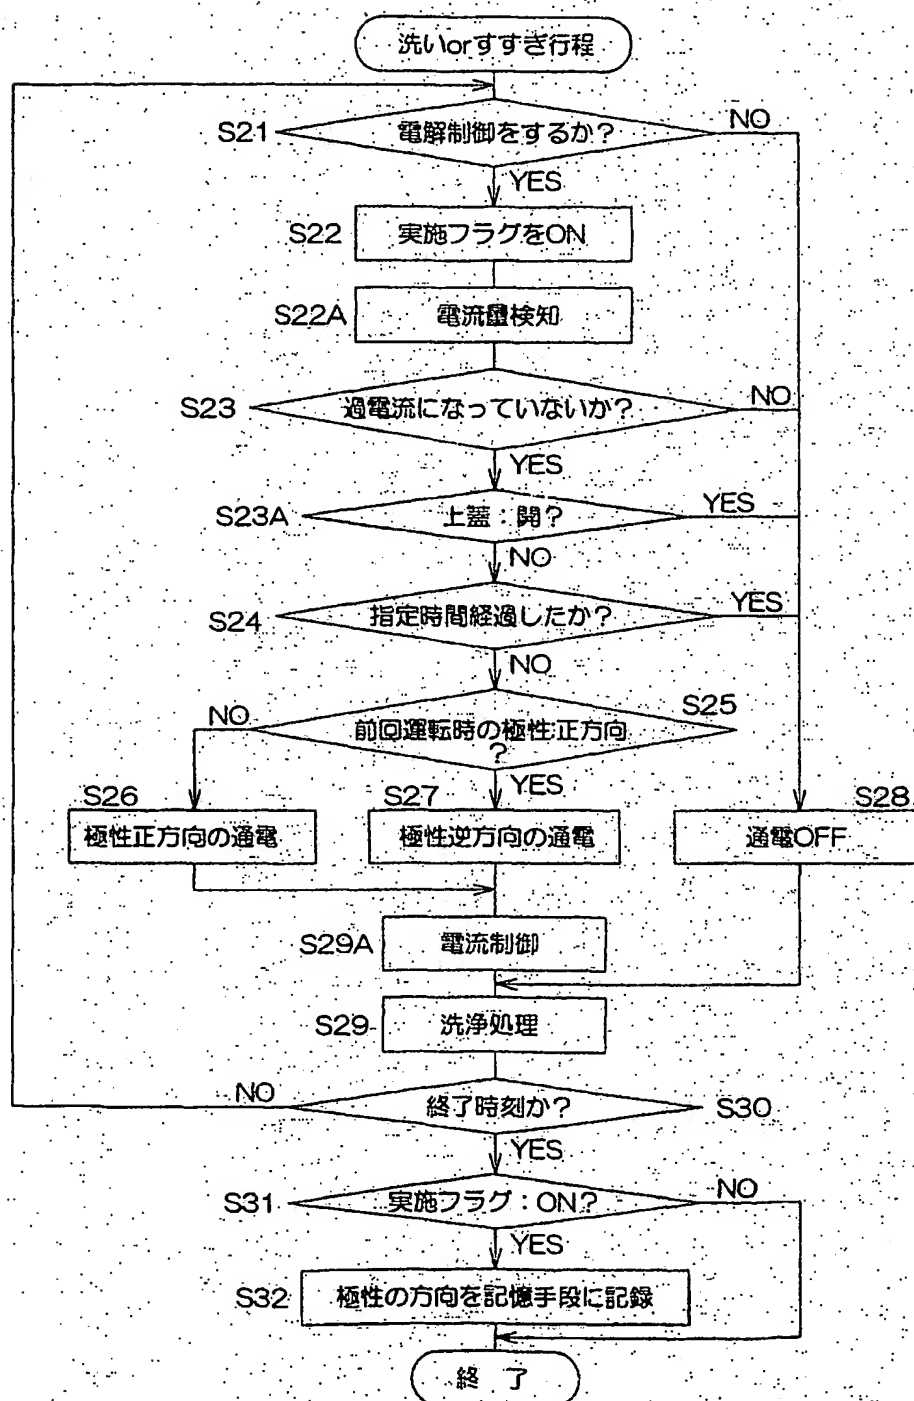 洗いorすすぎ行程
S21
電解制御をするか？
NO
YES
S22
実施フラグをON
S22A
電流量検知
S23
過電流になっていないか？
NO
YES
S23A
上蓋：開？
YES
NO
S24
指定時間経過したか？
YES
NO
S25
前回運転時の極性:正方向
？
NO
YES
S26
極性正方向の通電
S27
極性逆方向の通電
S28
通電OFF
S29A
電流制御
S29
洗浄処理
NO
終了時刻か？
S30
YES
S31
実施フラグ：ON？
NO
YES
S32
極性の方向を記憶手段に記録
終 了